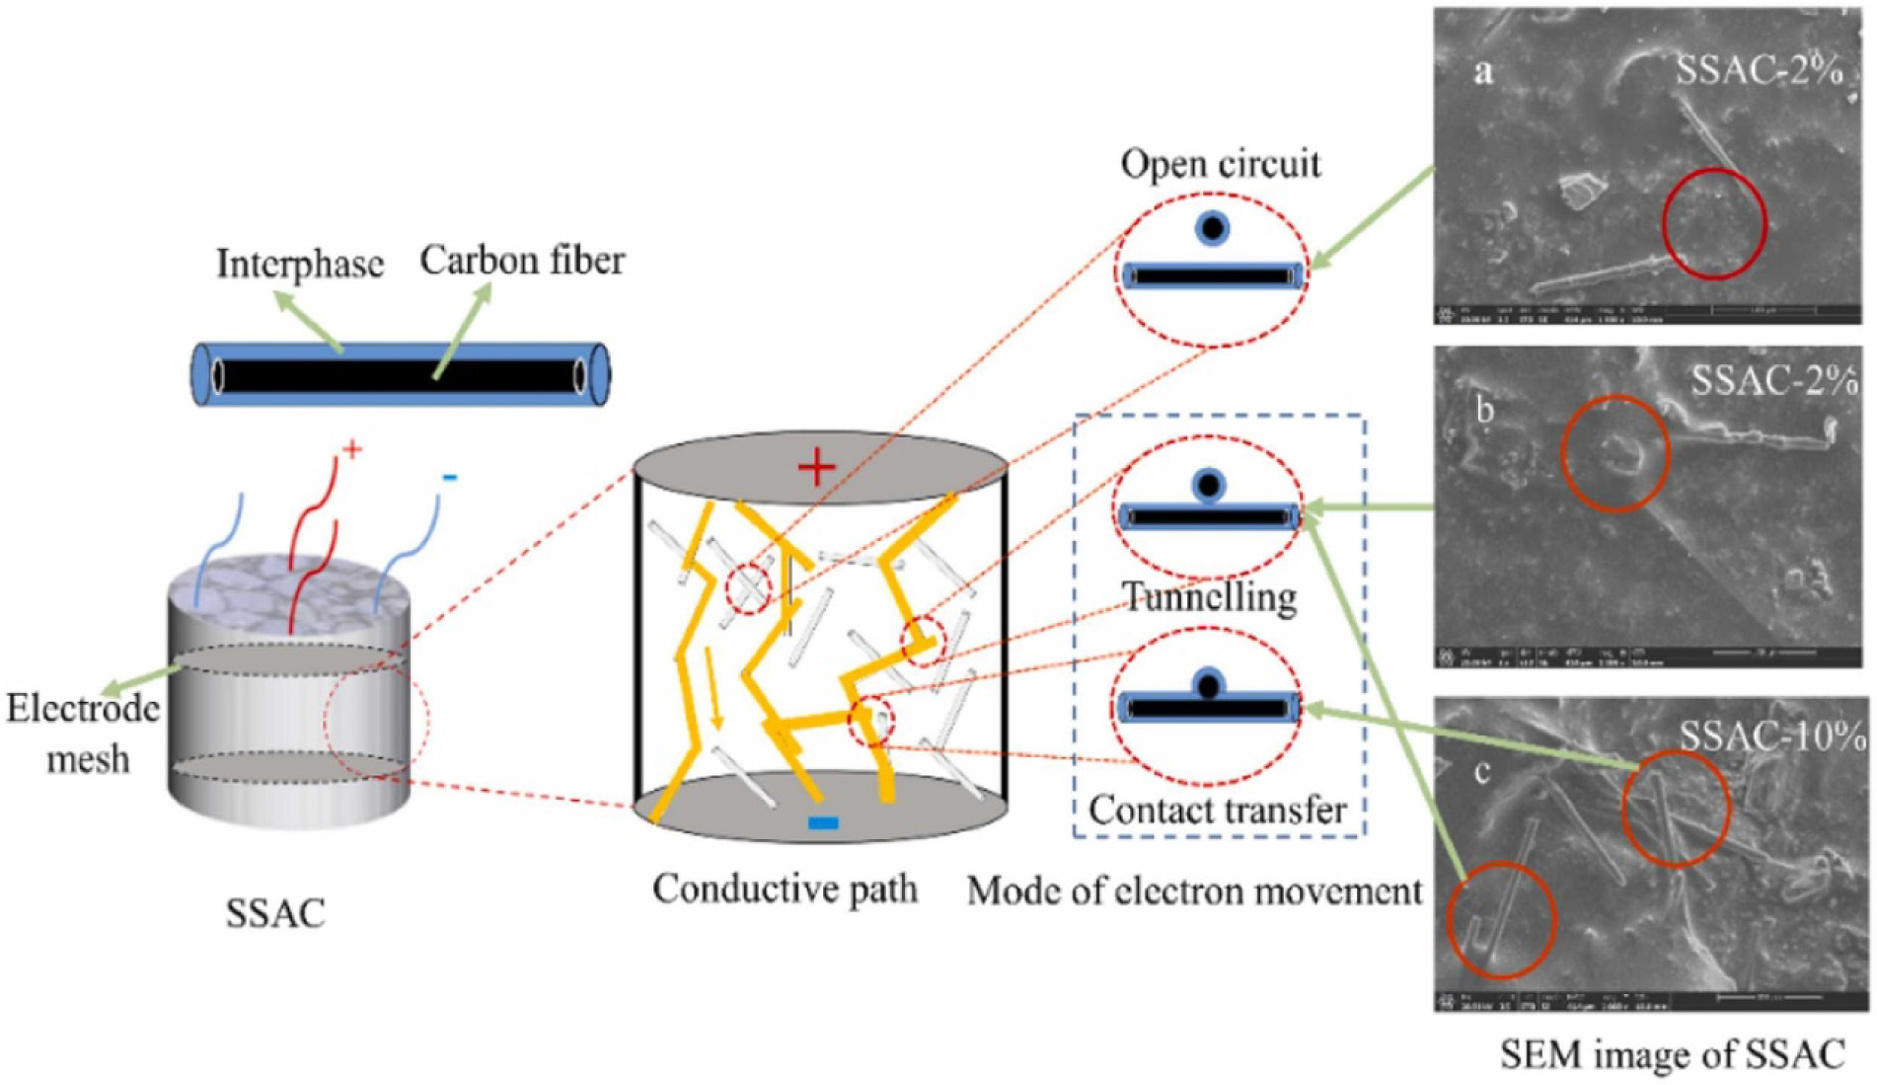 Interphase
Carbon fiber
+
-
Electrode
mesh
SSAC
+
-
Conductive path
Open circuit
Tunnelling
Contact transfer
Mode of electron movement
a
SSAC-2%
b
SSAC-2%
c
SSAC-10%
SEM image of SSAC